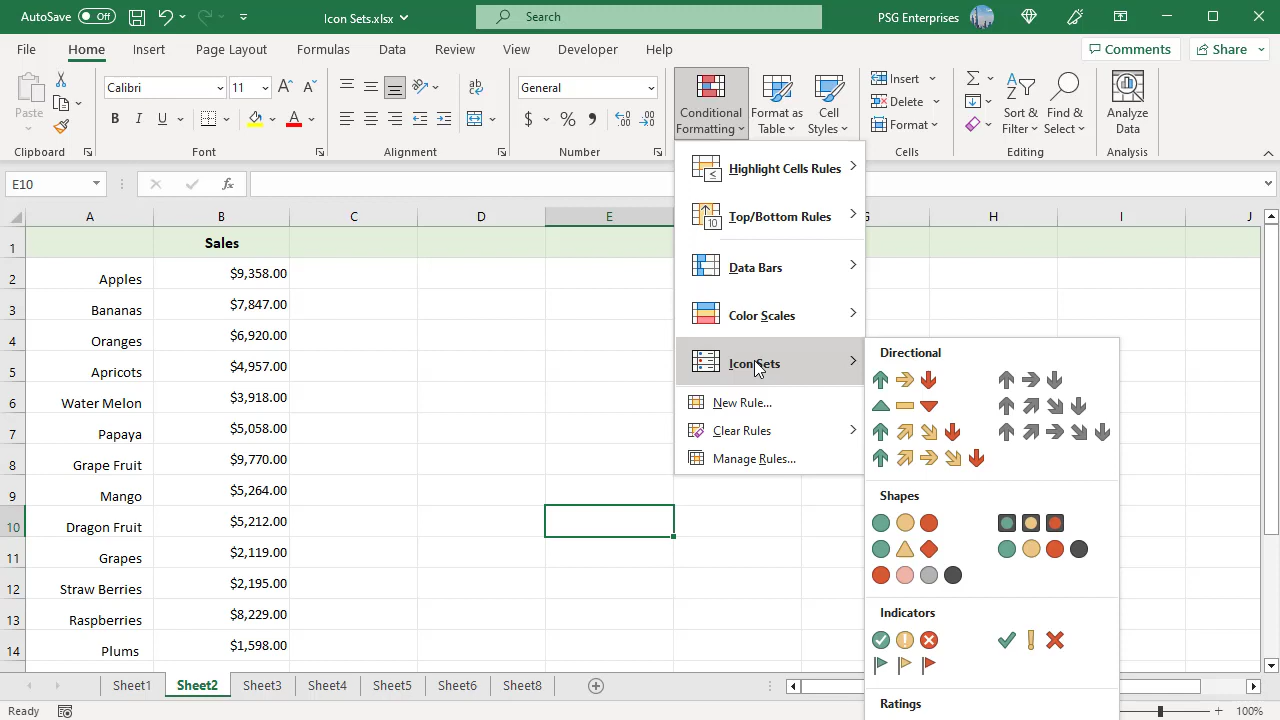 AutoSave Off Icon Sets.xlsx Search PSG Enterprises
File Home Insert Page Layout Formulas Data Review View Developer Help Comments Share
Paste Calibri 11 General Conditional Formatting Format as Table Cell Styles Insert Delete Format Sort & Filter Find & Select Analyze Data
Clipboard Font Alignment Number Cells Editing Analysis
E10 fx
A B C D E G H I J
1 Sales
2 Apples $9,358.00
3 Bananas $7,847.00
4 Oranges $6,920.00
5 Apricots $4,957.00
6 Water Melon $3,918.00
7 Papaya $5,058.00
8 Grape Fruit $9,770.00
9 Mango $5,264.00
10 Dragon Fruit $5,212.00
11 Grapes $2,119.00
12 Straw Berries $2,195.00
13 Raspberries $8,229.00
14 Plums $1,598.00
Highlight Cells Rules
Top/Bottom Rules
Data Bars
Color Scales
Icon Sets
New Rule...
Clear Rules
Manage Rules...
Directional
Shapes
Indicators
Ratings
Sheet1 Sheet2 Sheet3 Sheet4 Sheet5 Sheet6 Sheet8
Ready 100%